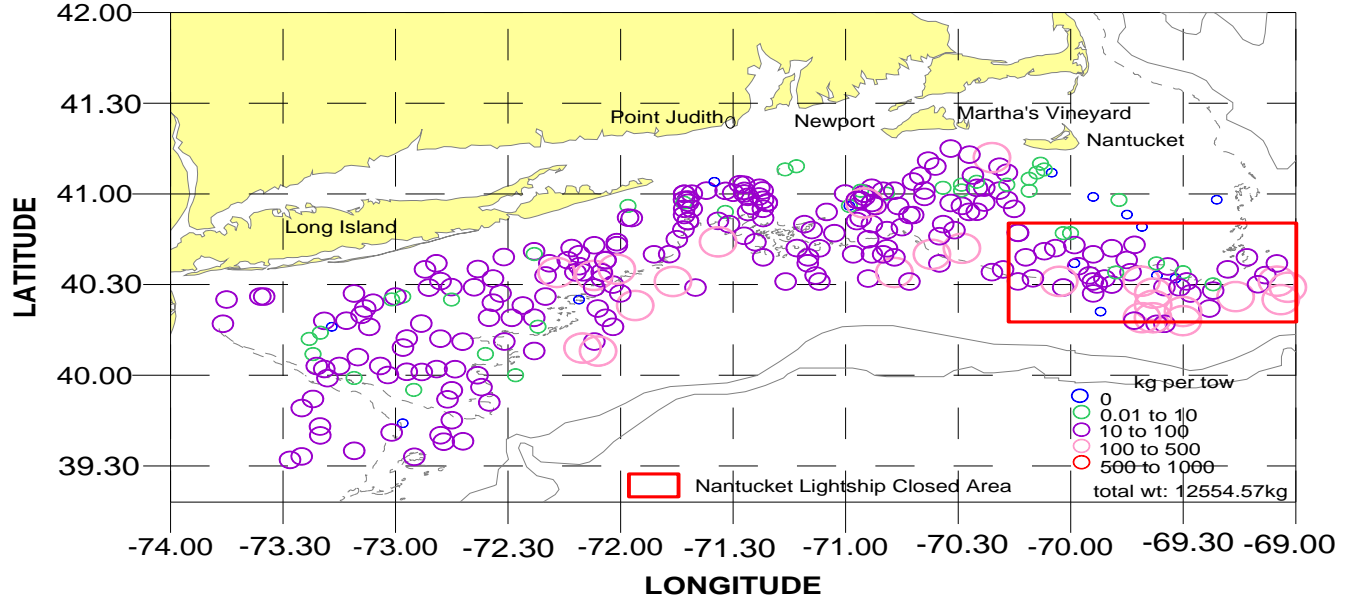 42.00
41.30
41.00
40.30
40.00
39.30
LATITUDE
Point Judith
Newport
Martha's Vineyard
Nantucket
Long Island
kg per tow
0
0.01 to 10
10 to 100
100 to 500
500 to 1000
total wt: 12554.57kg
Nantucket Lightship Closed Area
-74.00 -73.30 -73.00 -72.30 -72.00 -71.30 -71.00 -70.30 -70.00 -69.30 -69.00
LONGITUDE